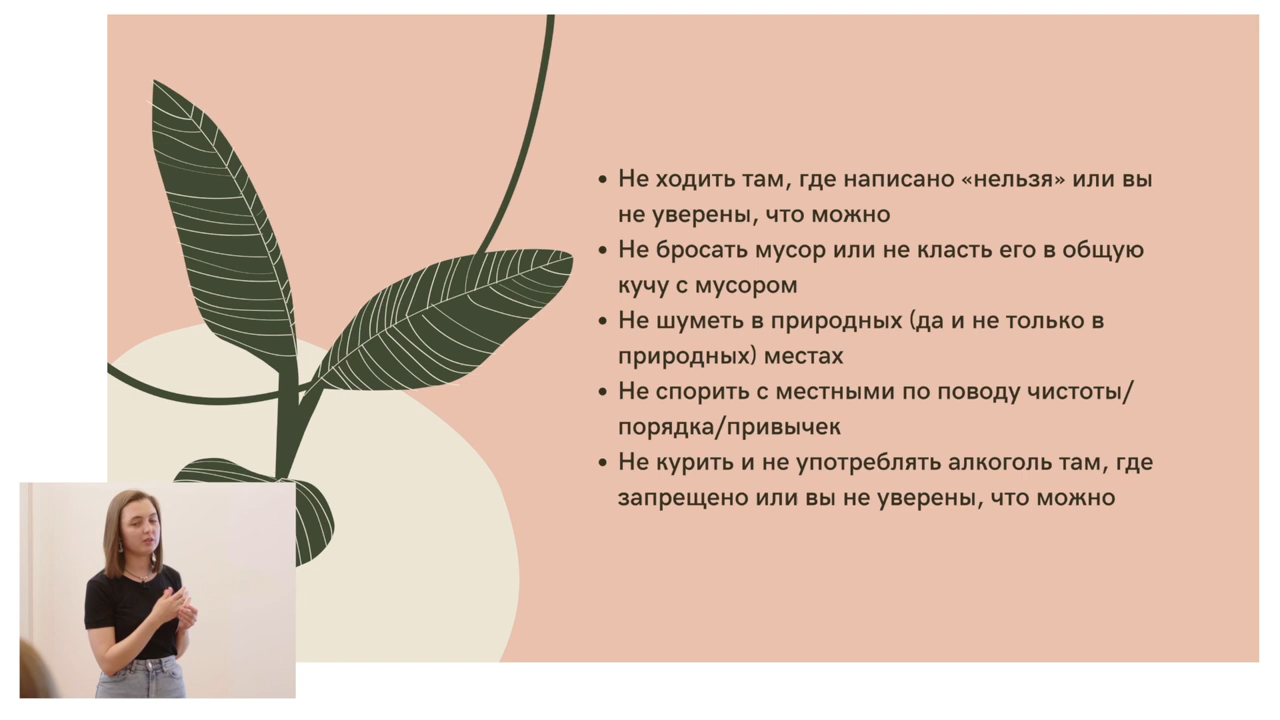 • Не ходить там, где написано «нельзя» или вы
не уверены, что можно
• Не бросать мусор или не класть его в общую
кучу с мусором
• Не шуметь в природных (да и не только в
природных) местах
• Не спорить с местными по поводу чистоты/
порядка/привычек
• Не курить и не употреблять алкоголь там, где
запрещено или вы не уверены, что можно